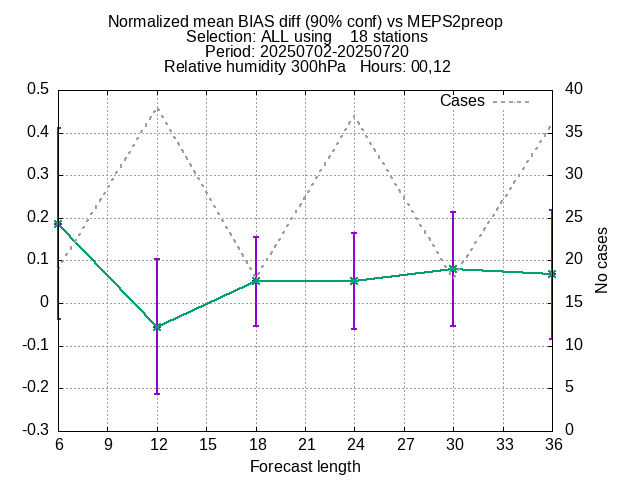 Normalized mean BIAS diff (90% conf) vs MEPS2preop
Selection: ALL using    18 stations
Period: 20250702-20250720
Relative humidity 300hPa   Hours: 00,12
Cases
0.5
0.4
0.3
0.2
0.1
0
-0.1
-0.2
-0.3
40
35
30
25
20
15
10
5
0
No cases
6 9 12 15 18 21 24 27 30 33 36
Forecast length